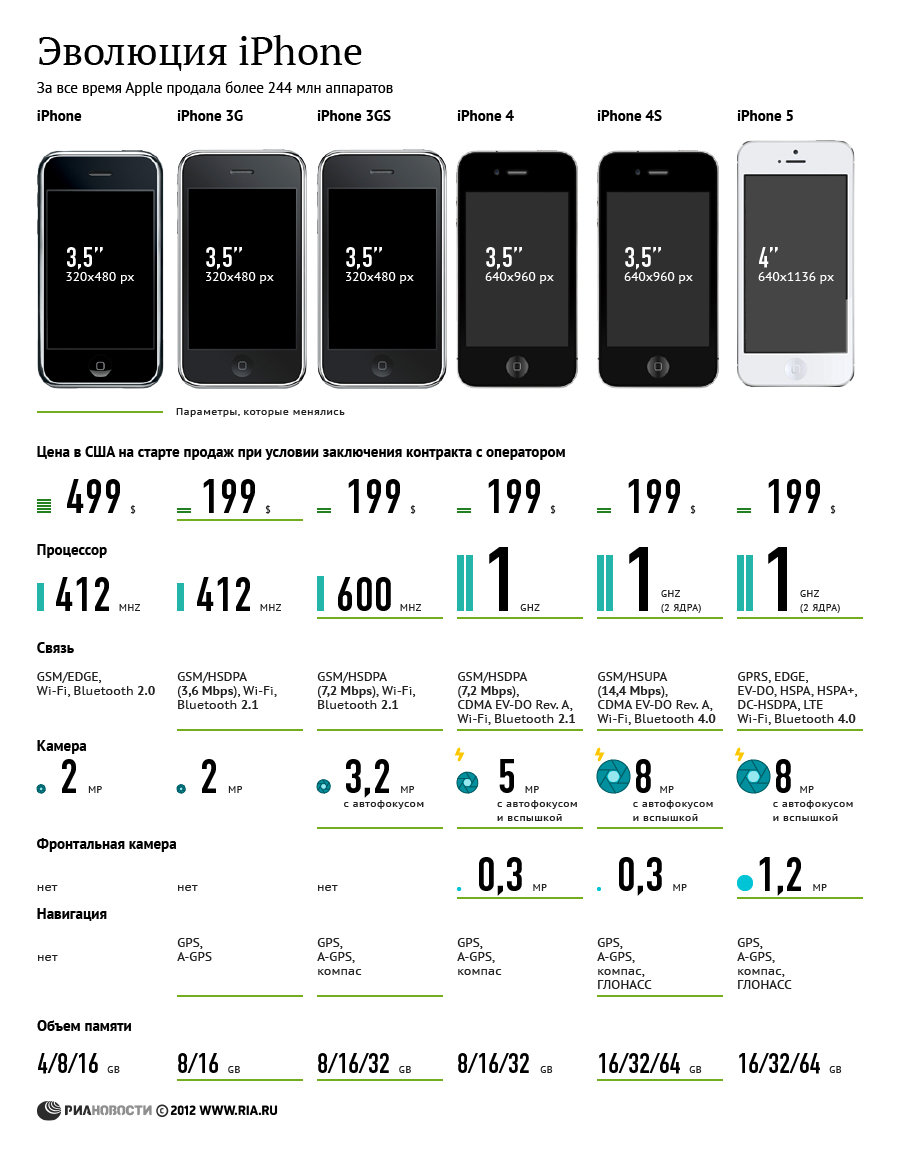 Эволюция iPhone
За все время Apple продала более 244 млн аппаратов
iPhone iPhone 3G iPhone 3GS iPhone 4 iPhone 4S iPhone 5
3,5’’ 3,5’’ 3,5’’ 3,5’’ 3,5’’ 4’’
320x480 px 320x480 px 320x480 px 640x960 px 640x960 px 640x1136 px
Параметры, которые менялись
Цена в США на старте продаж при условии заключения контракта с оператором
499 $ 199 $ 199 $ 199 $ 199 $ 199 $
Процессор
412 MHZ 412 MHZ 600 MHZ 1 GHZ 1 GHZ (2 ЯДРА) 1 GHZ (2 ЯДРА)
Связь
GSM/EDGE,
Wi-Fi, Bluetooth 2.0
GSM/HSDPA
(3,6 Mbps), Wi-Fi,
Bluetooth 2.1
GSM/HSDPA
(7,2 Mbps), Wi-Fi,
Bluetooth 2.1
GSM/HSDPA
(7,2 Mbps),
CDMA EV-DO Rev. A,
Wi-Fi, Bluetooth 2.1
GSM/HSUPA
(14,4 Mbps),
CDMA EV-DO Rev. A,
Wi-Fi, Bluetooth 4.0
GPRS, EDGE,
EV-DO, HSPA, HSPA+,
DC-HSDPA, LTE
Wi-Fi, Bluetooth 4.0
Камера
2 MP
2 MP
3,2 MP
с автофокусом
5 MP
с автофокусом
и вспышкой
8 MP
с автофокусом
и вспышкой
8 MP
с автофокусом
и вспышкой
Фронтальная камера
нет нет нет 0,3 MP 0,3 MP 1,2 MP
Навигация
нет
GPS,
A-GPS
GPS,
A-GPS,
компас
GPS,
A-GPS,
компас
GPS,
A-GPS,
компас,
ГЛОНАСС
GPS,
A-GPS,
компас,
ГЛОНАСС
Объем памяти
4/8/16 GB 8/16 GB 8/16/32 GB 8/16/32 GB 16/32/64 GB 16/32/64 GB
РИАНОВОСТИ © 2012 WWW.RIA.RU